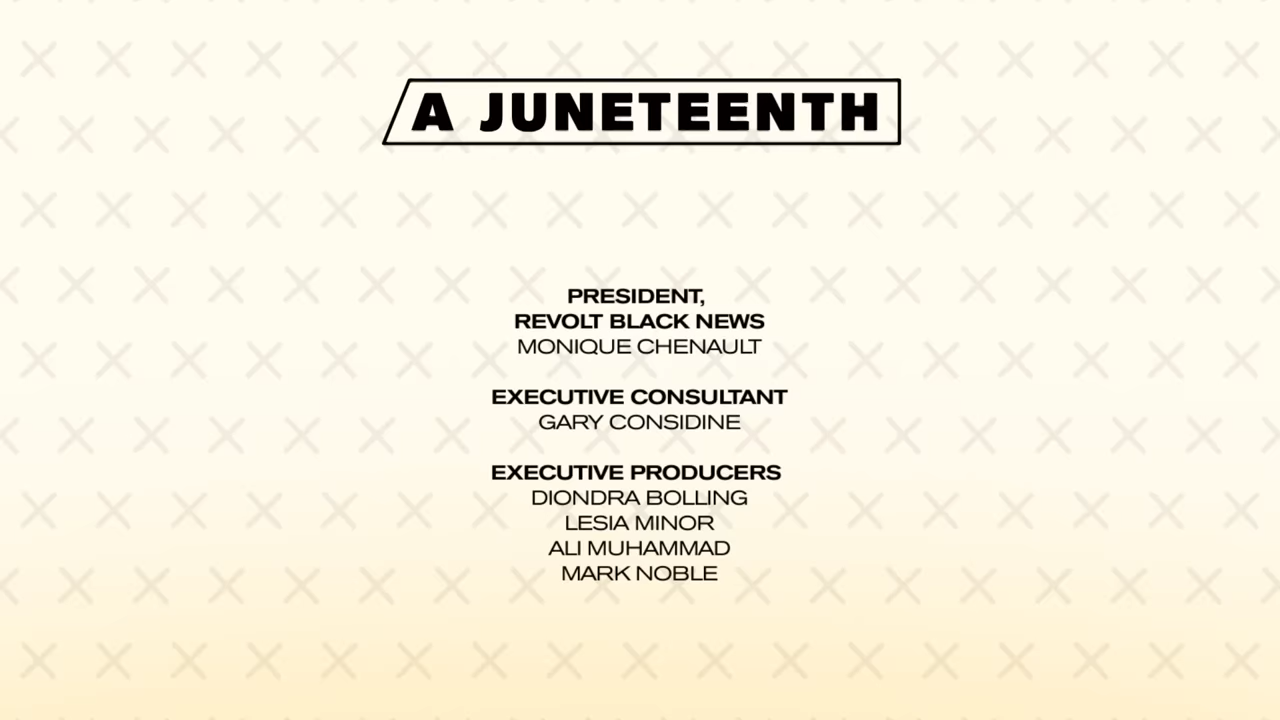 A JUNETEENTH
PRESIDENT,
REVOLT BLACK NEWS
MONIQUE CHENAULT
EXECUTIVE CONSULTANT
GARY CONSIDINE
EXECUTIVE PRODUCERS
DIONDRA BOLLING
LESIA MINOR
ALI MUHAMMAD
MARK NOBLE